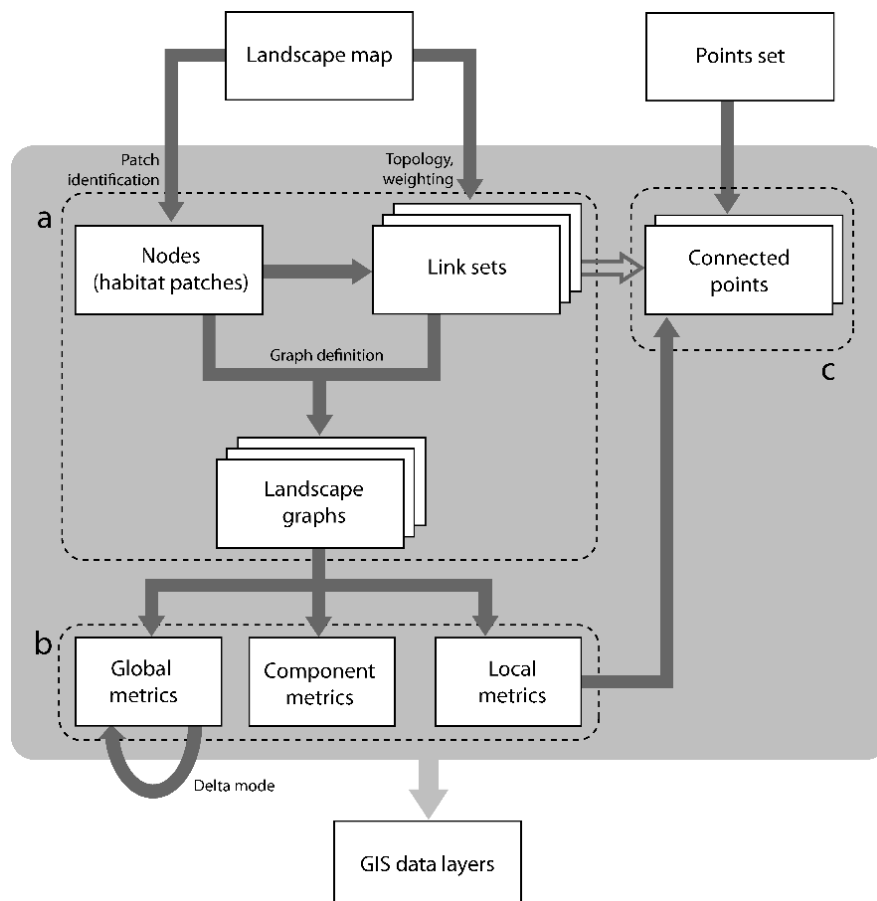 Landscape map
Points set
Patch
identification
Topology,
weighting
a
Nodes
(habitat patches)
Link sets
Connected
points
c
Graph definition
Landscape
graphs
b
Global
metrics
Component
metrics
Local
metrics
Delta mode
GIS data layers